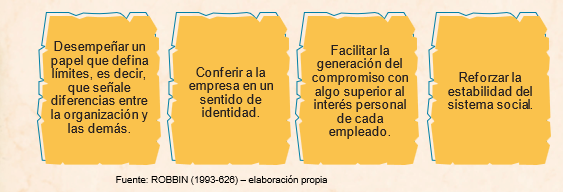 Desempeñar un
papel que defina
límites, es decir,
que señale
diferencias entre
la organización y
las demás.
Conferir a la
empresa en un
sentido de
identidad.
Facilitar la
generación del
compromiso con
algo superior al
interés personal
de cada
empleado.
Reforzar la
estabilidad del
sistema social.
Fuente: ROBBIN (1993-626) – elaboración propia